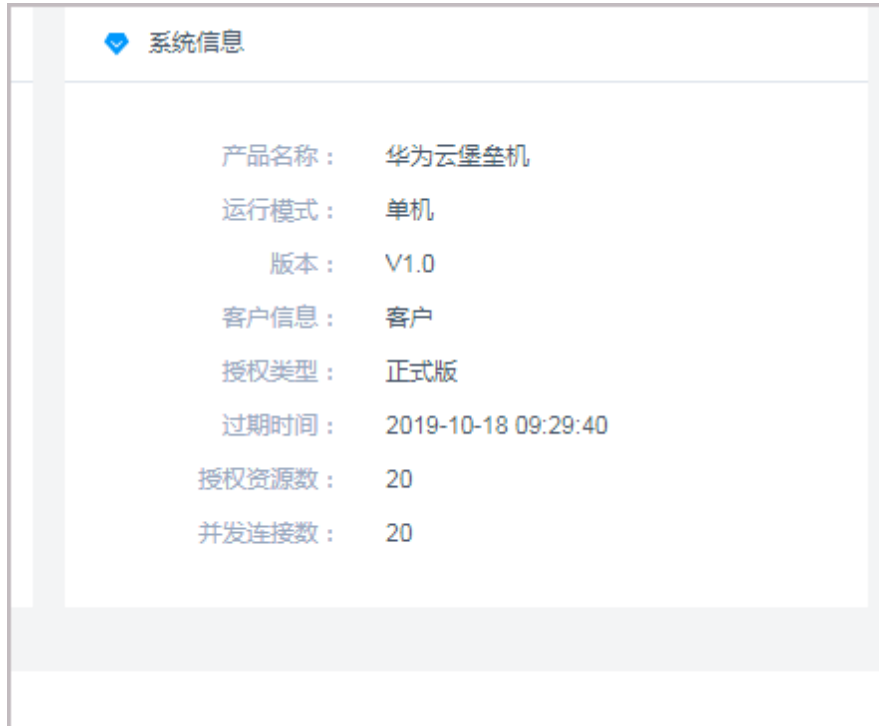 系统信息
产品名称： 华为云堡垒机
运行模式： 单机
版本： V1.0
客户信息： 客户
授权类型： 正式版
过期时间： 2019-10-18 09:29:40
授权资源数： 20
并发连接数： 20